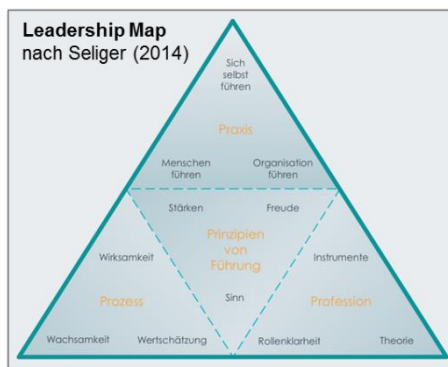 Leadership Map
nach Seliger (2014)
Sich
selbst
führen
Praxis
Menschen
führen
Organisation
führen
Stärken
Freude
Prinzipien
von
Führung
Sinn
Wirksamkeit
Prozess
Wachsamkeit
Wertschätzung
Instrumente
Profession
Rollenklarheit
Theorie